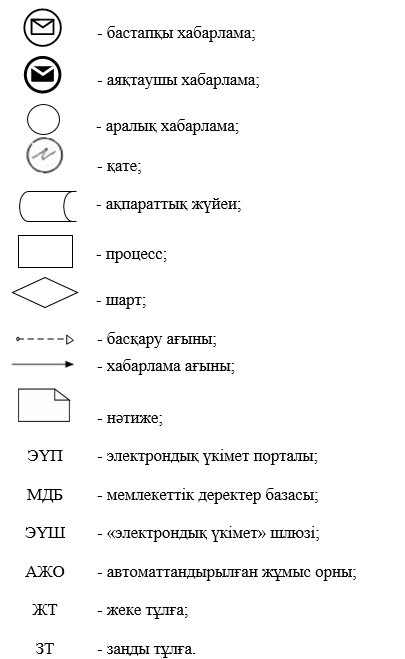 - бастапқы хабарлама;
- аяқтаушы хабарлама;
- аралық хабарлама;
- қате;
- ақпараттық жүйеи;
- процесс;
- шарт;
- басқару ағыны;
- хабарлама ағыны;
- нәтиже;
ЭҮП - электрондық үкімет порталы;
МДБ - мемлекеттік деректер базасы;
ЭҮШ - «электрондық үкімет» шлюзі;
АЖО - автоматтандырылған жұмыс орны;
ЖТ - жеке тұлға;
ЗТ - заңды тұлға.